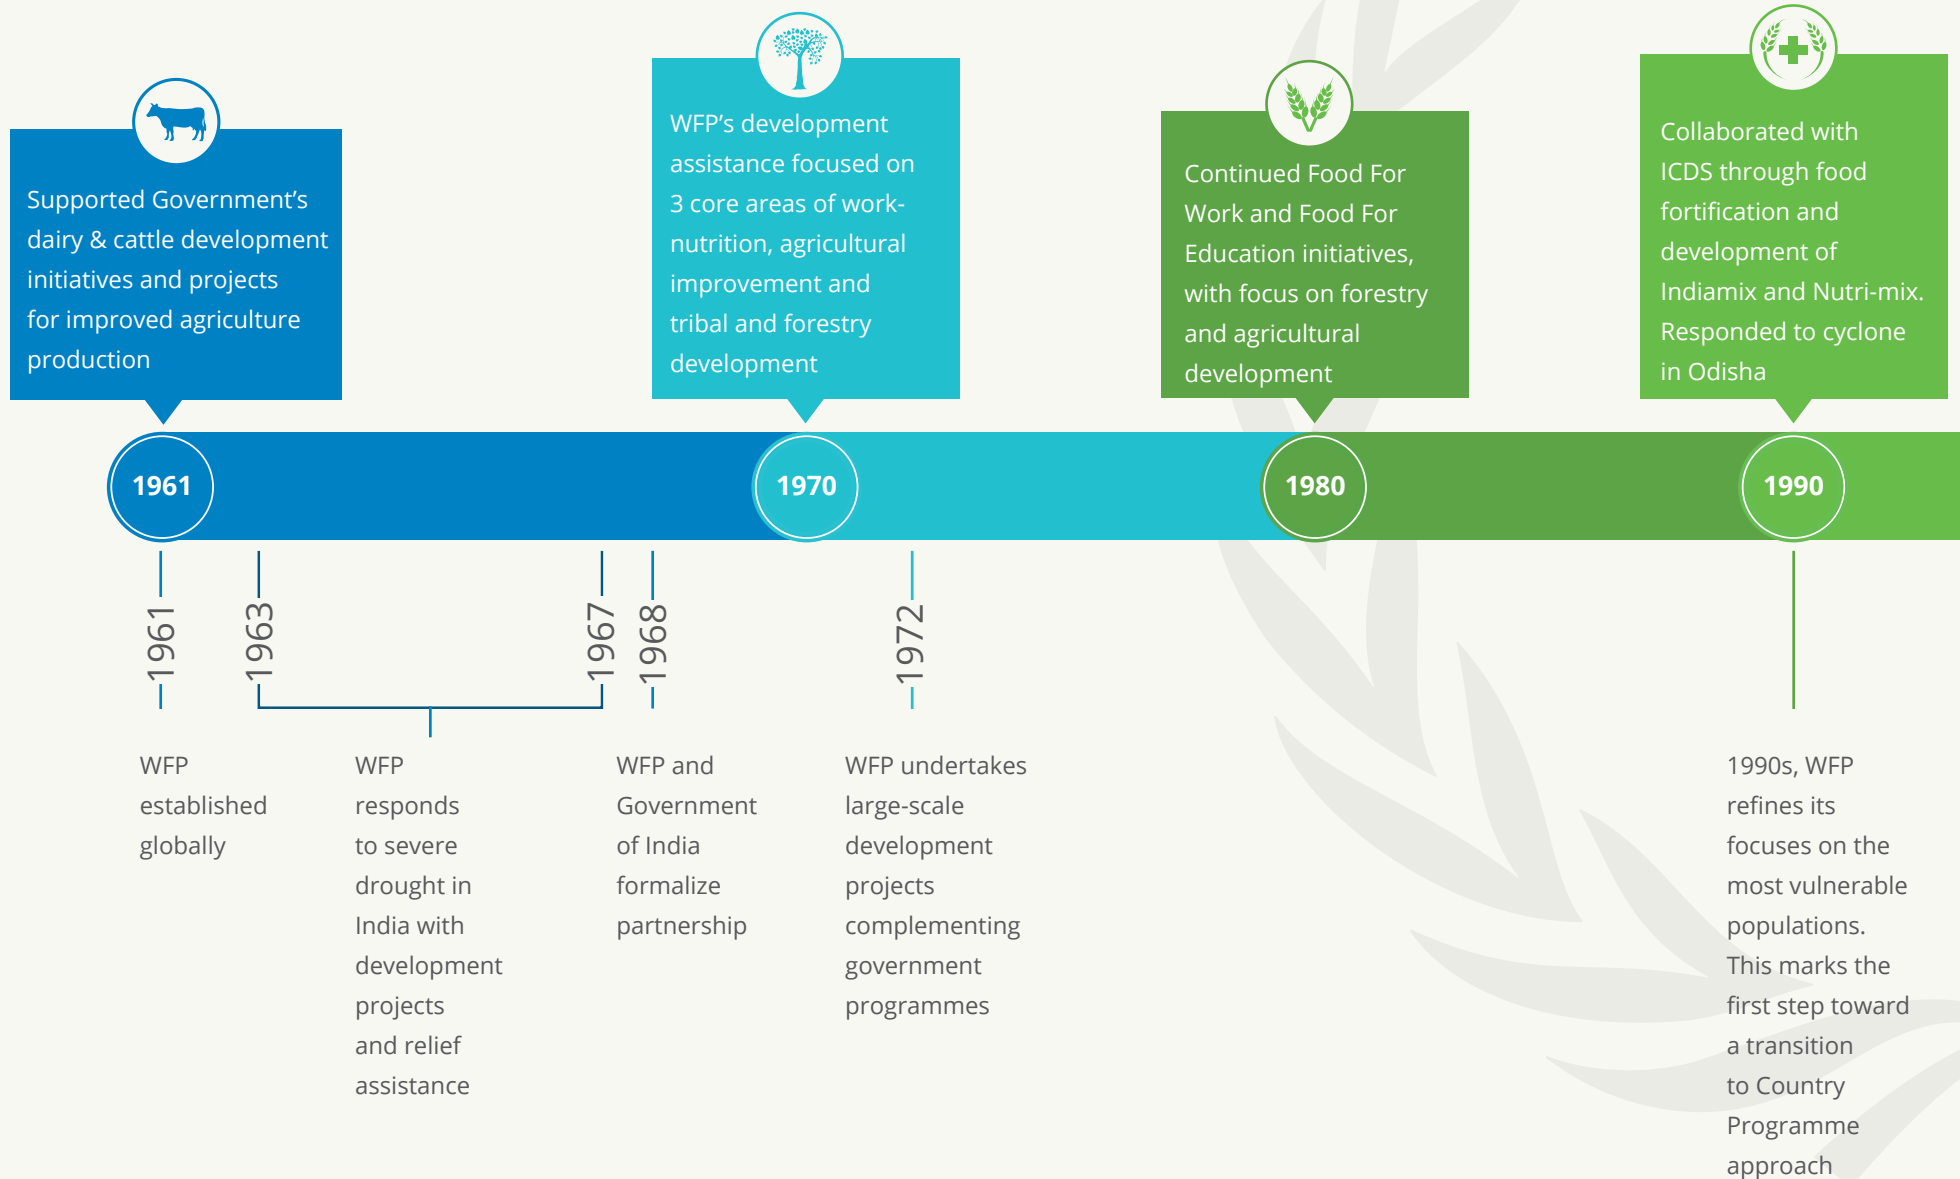 Supported Government’s
dairy & cattle development
initiatives and projects
for improved agriculture
production
WFP’s development
assistance focused on
3 core areas of work-
nutrition, agricultural
improvement and
tribal and forestry
development
Continued Food For
Work and Food For
Education initiatives,
with focus on forestry
and agricultural
development
Collaborated with
ICDS through food
fortification and
development of
Indiamix and Nutri-mix.
Responded to cyclone
in Odisha
1961
1970
1980
1990
1961
1963
1967
1968
1972
WFP
established
globally
WFP
responds
to severe
drought in
India with
development
projects
and relief
assistance
WFP and
Government
of India
formalize
partnership
WFP undertakes
large-scale
development
projects
complementing
government
programmes
1990s, WFP
refines its
focuses on the
most vulnerable
populations.
This marks the
first step toward
a transition
to Country
Programme
approach